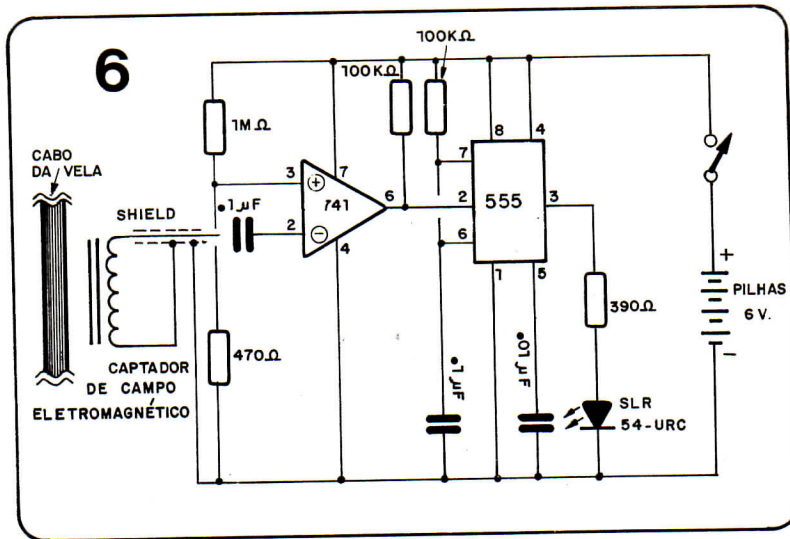 6
100KΩ
100KΩ
1MΩ
8
4
CABO
DA VELA
3
7
7
SHIELD
.1µF
741
6
2
555
3
2
6
4
1
5
+
390Ω
PILHAS
6 V.
470Ω
.1µF
.01µF
–
CAPTADOR
DE CAMPO
ELETROMAGNÉTICO
SLR
54-URC